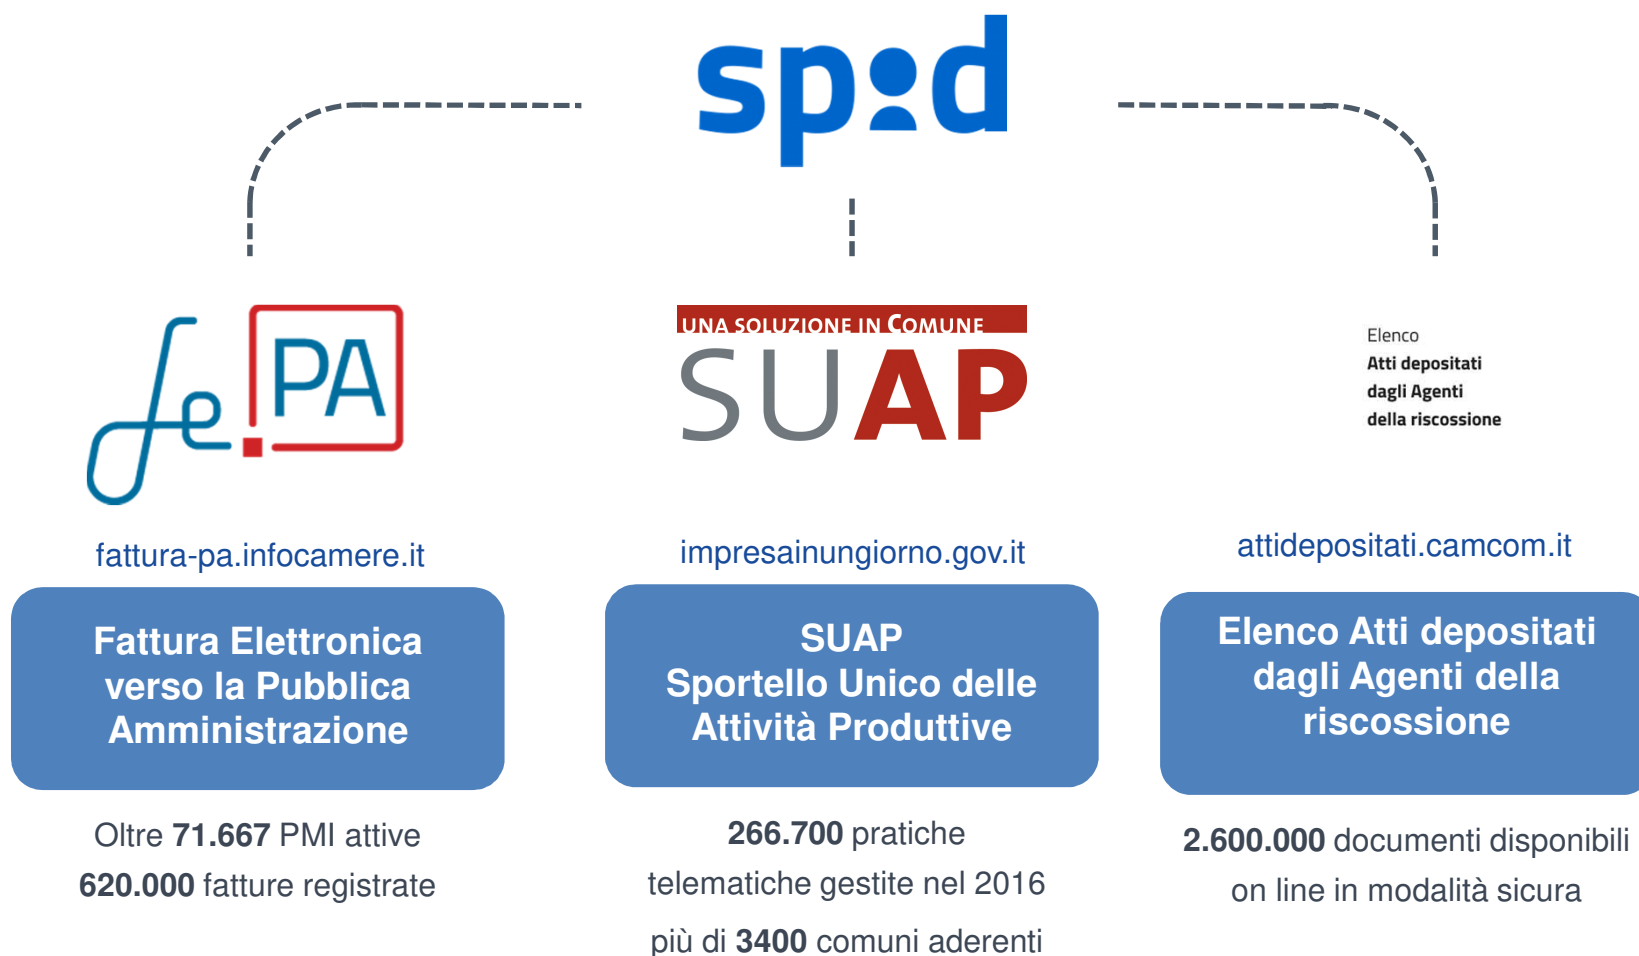 spid
fe.PA
fattura-pa.infocamere.it
Fattura Elettronica
verso la Pubblica
Amministrazione
Oltre 71.667 PMI attive
620.000 fatture registrate
UNA SOLUZIONE IN COMUNE
SUAP
impresainungiorno.gov.it
SUAP
Sportello Unico delle
Attività Produttive
266.700 pratiche
telematiche gestite nel 2016
più di 3400 comuni aderenti
Elenco
Atti depositati
dagli Agenti
della riscossione
attidepositati.camcom.it
Elenco Atti depositati
dagli Agenti della
riscossione
2.600.000 documenti disponibili
on line in modalità sicura